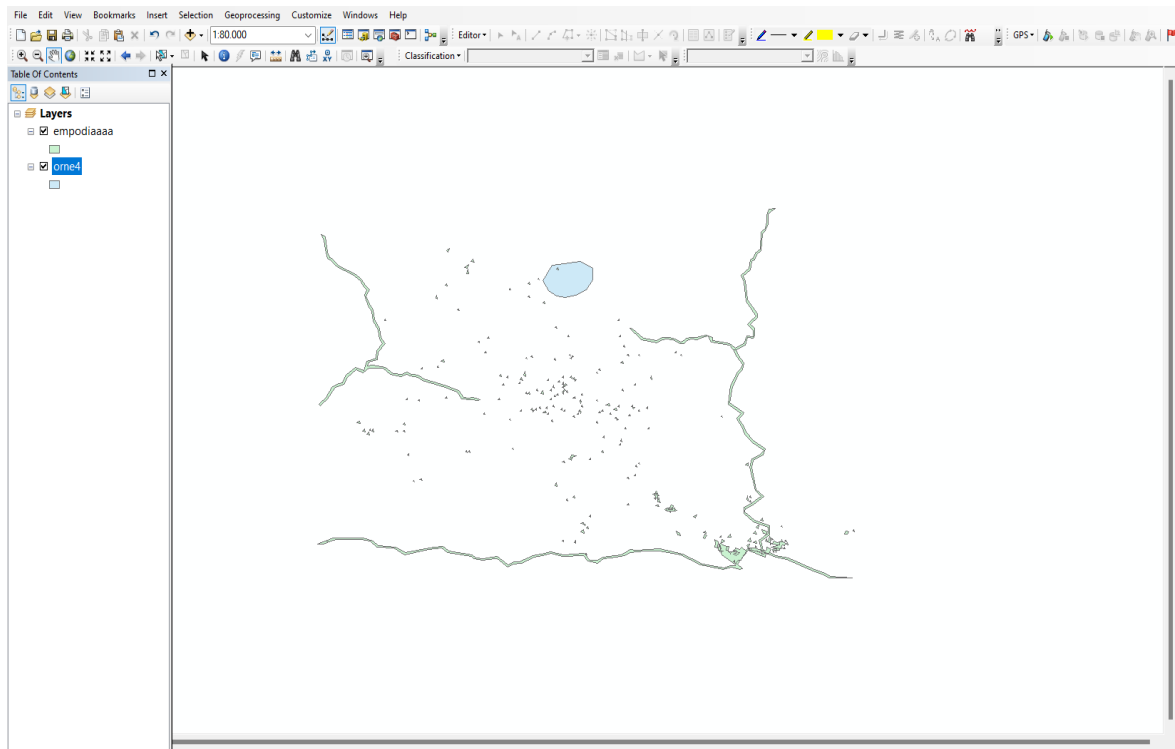 File Edit View Bookmarks Insert Selection Geoprocessing Customize Windows Help
1:80.000 Editor GPS
Classification
Table Of Contents
Layers
empodiaaaa
orne4